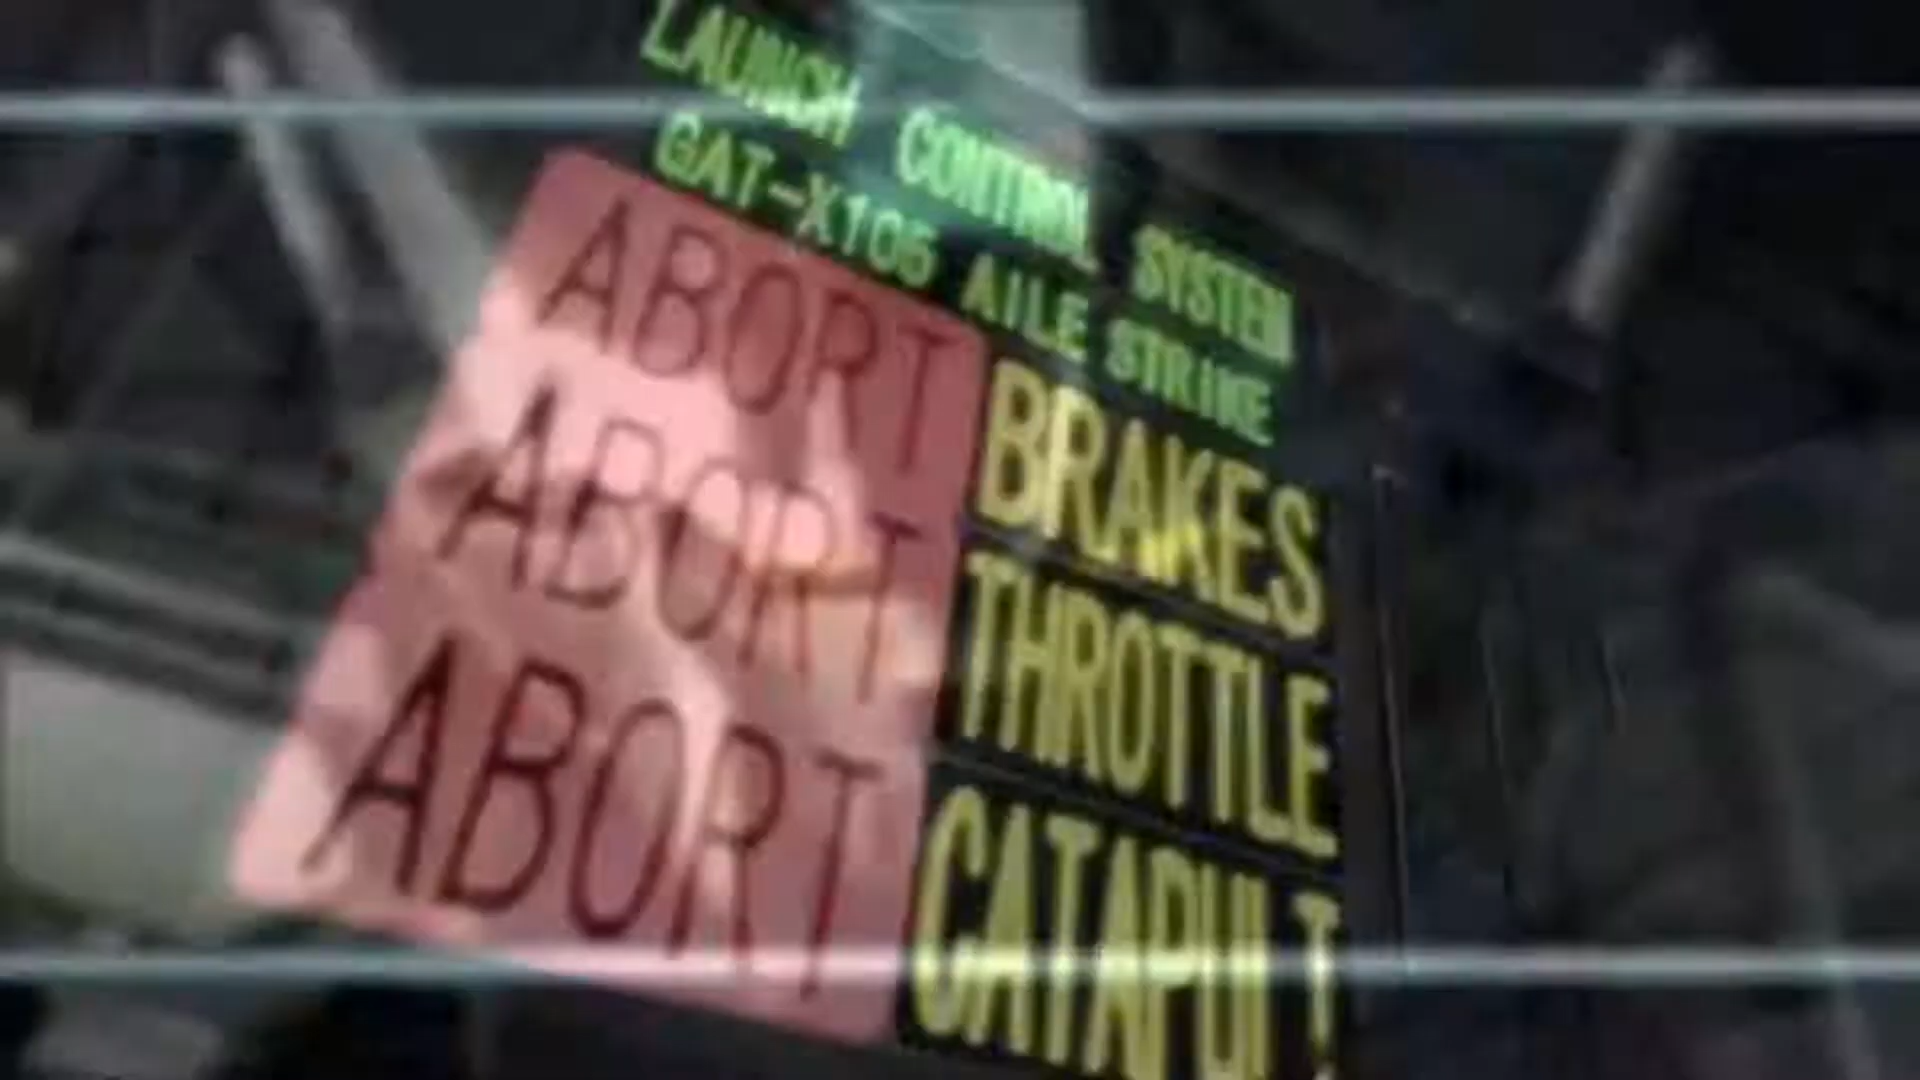 LAUNCH CONTROL SYSTEM
GAT-X105 AILE STRIKE
ABORT BRAKES
ABORT THROTTLE
ABORT CATAPULT